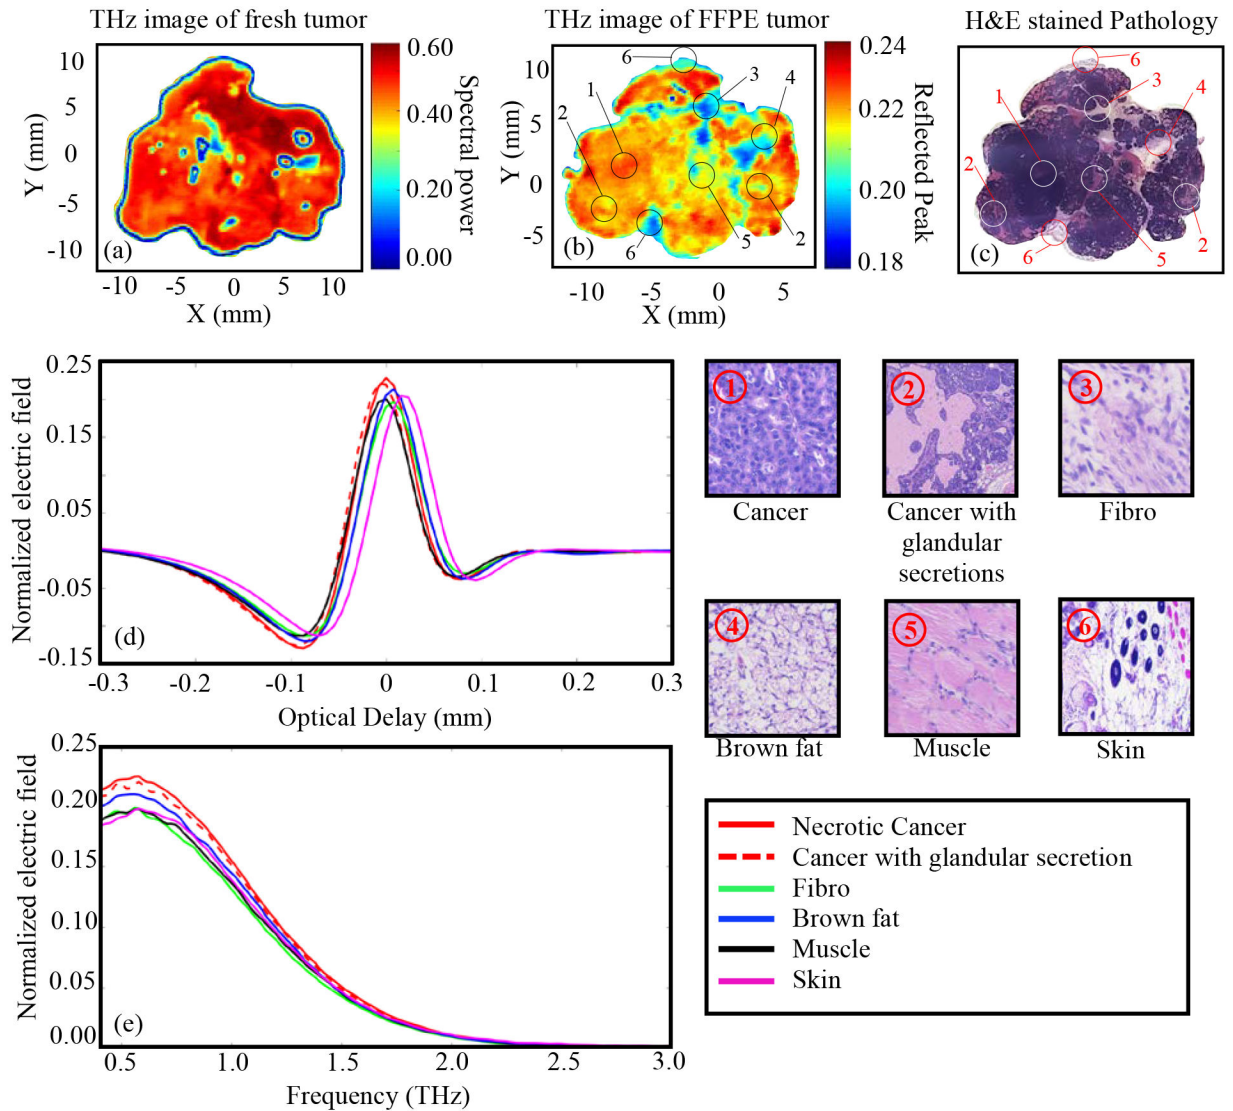 THz image of fresh tumor
THz image of FFPE tumor
H&E stained Pathology
10
5
0
-5
-10
Y (mm)
(a)
-10
-5
0
5
10
X (mm)
0.60
0.40
0.20
0.00
Spectral power
10
5
0
-5
Y (mm)
6
3
4
1
2
5
2
6
(b)
-10
-5
0
5
X (mm)
0.24
0.22
0.20
0.18
Reflected Peak
6
3
1
4
2
2
5
6
(c)
0.25
0.15
0.05
-0.05
-0.15
Normalized electric field
(d)
-0.3
-0.2
-0.1
0
0.1
0.2
0.3
Optical Delay (mm)
1
Cancer
2
Cancer with
glandular
secretions
3
Fibro
4
Brown fat
5
Muscle
6
Skin
0.25
0.20
0.15
0.10
0.05
0.00
Normalized electric field
(e)
0.5
1.0
1.5
2.0
2.5
3.0
Frequency (THz)
Necrotic Cancer
Cancer with glandular secretion
Fibro
Brown fat
Muscle
Skin